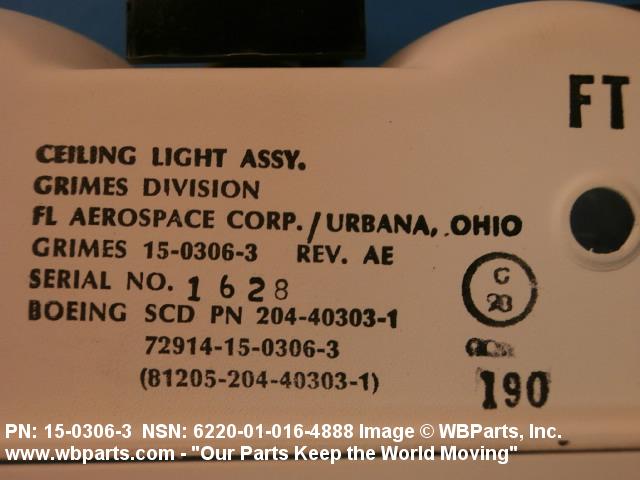 FT
CEILING LIGHT ASSY.
GRIMES DIVISION
FL AEROSPACE CORP./URBANA, OHIO
GRIMES 15-0306-3 REV. AE
SERIAL NO. 1628
BOEING SCD PN 204-40303-1
72914-15-0306-3
(81205-204-40303-1)
G
20
190
PN: 15-0306-3 NSN: 6220-01-016-4888 Image © WBParts, Inc.
www.wbparts.com - "Our Parts Keep the World Moving"